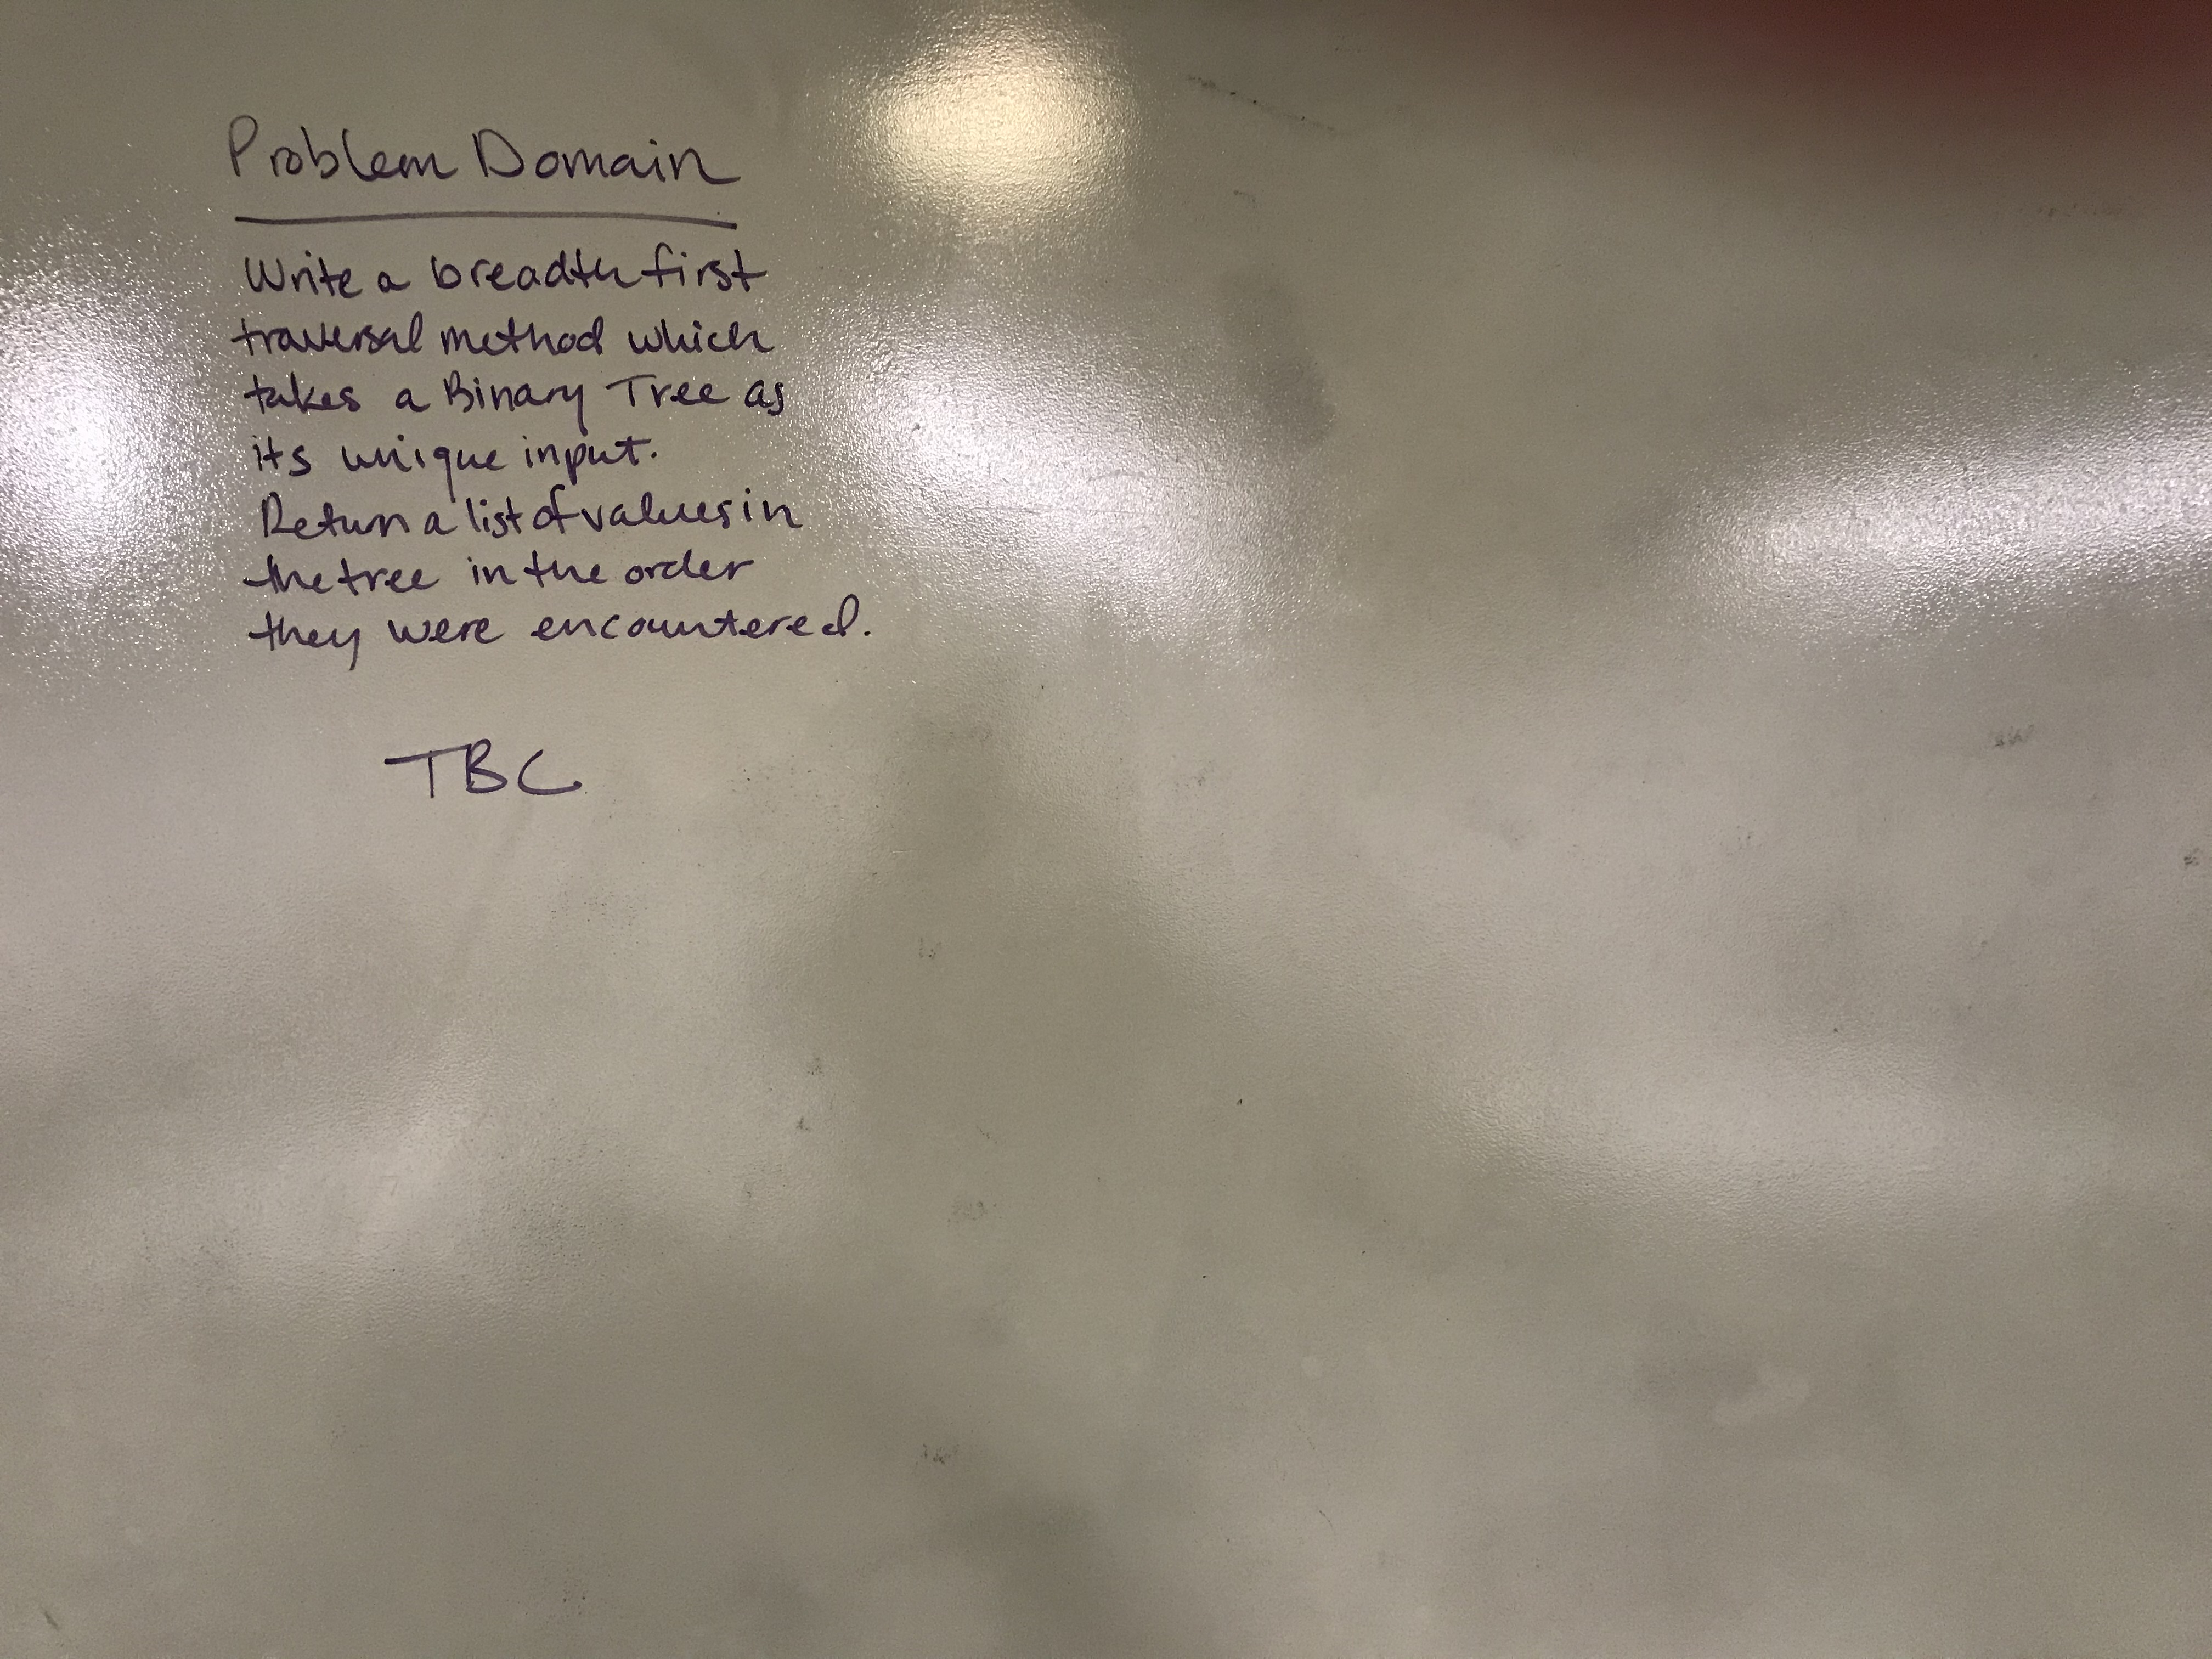 Problem Domain
Write a breadth first
traversal method which
takes a Binary Tree as
its unique input.
Return a list of values in
the tree in the order
they were encountered.
TBC